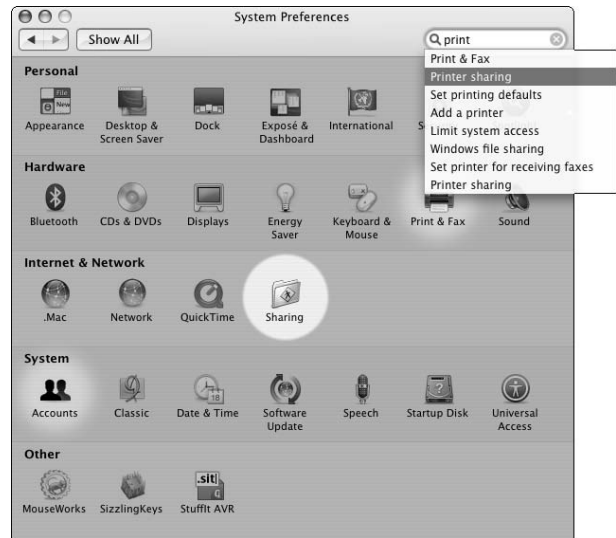 System Preferences
Show All
print
Print & Fax
Printer sharing
Set printing defaults
Add a printer
Limit system access
Windows file sharing
Set printer for receiving faxes
Printer sharing
Personal
File
New
Appearance
Desktop & Screen Saver
Dock
Exposé & Dashboard
International
Hardware
Bluetooth
CDs & DVDs
Displays
Energy Saver
Keyboard & Mouse
Print & Fax
Sound
Internet & Network
.Mac
Network
QuickTime
Sharing
System
Accounts
Classic
18
Date & Time
Software Update
Speech
?
Startup Disk
Universal Access
Other
.sit
MouseWorks
SizzlingKeys
StuffIt AVR